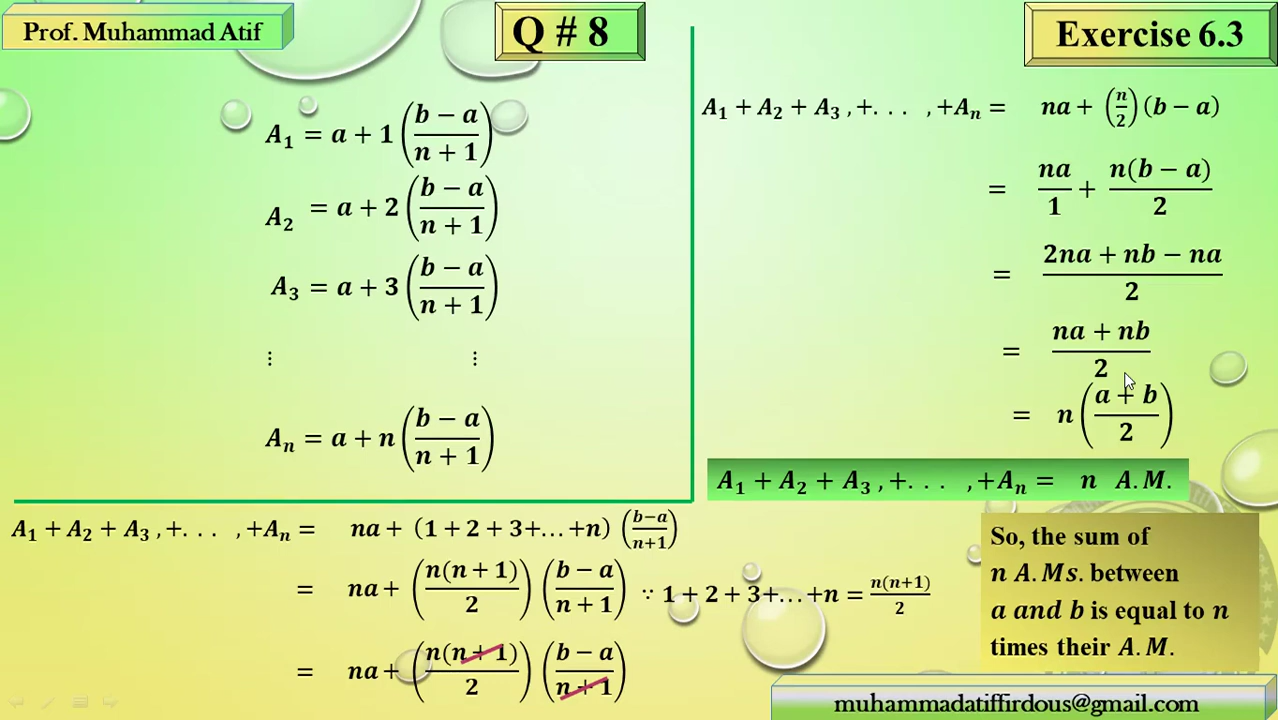 Prof. Muhammad Atif
Q # 8
Exercise 6.3
A₁ = a + 1 ((b − a)/(n + 1))
A₂ = a + 2 ((b − a)/(n + 1))
A₃ = a + 3 ((b − a)/(n + 1))
⋮ ⋮
Aₙ = a + n ((b − a)/(n + 1))
A₁ + A₂ + A₃ ,+. . . ,+Aₙ = na + (1 + 2 + 3+...+n) ((b−a)/(n+1))
= na + (n(n + 1)/2) ((b − a)/(n + 1)) ∵ 1 + 2 + 3+...+n = n(n+1)/2
= na + (n(n + 1)/2) ((b − a)/(n + 1))
A₁ + A₂ + A₃ ,+. . . ,+Aₙ = na + (n/2) (b − a)
= na/1 + n(b − a)/2
= (2na + nb − na)/2
= (na + nb)/2
= n ((a + b)/2)
A₁ + A₂ + A₃ ,+. . . ,+Aₙ = n A.M.
So, the sum of
n A.Ms. between
a and b is equal to n
times their A.M.
muhammadatiffirdous@gmail.com